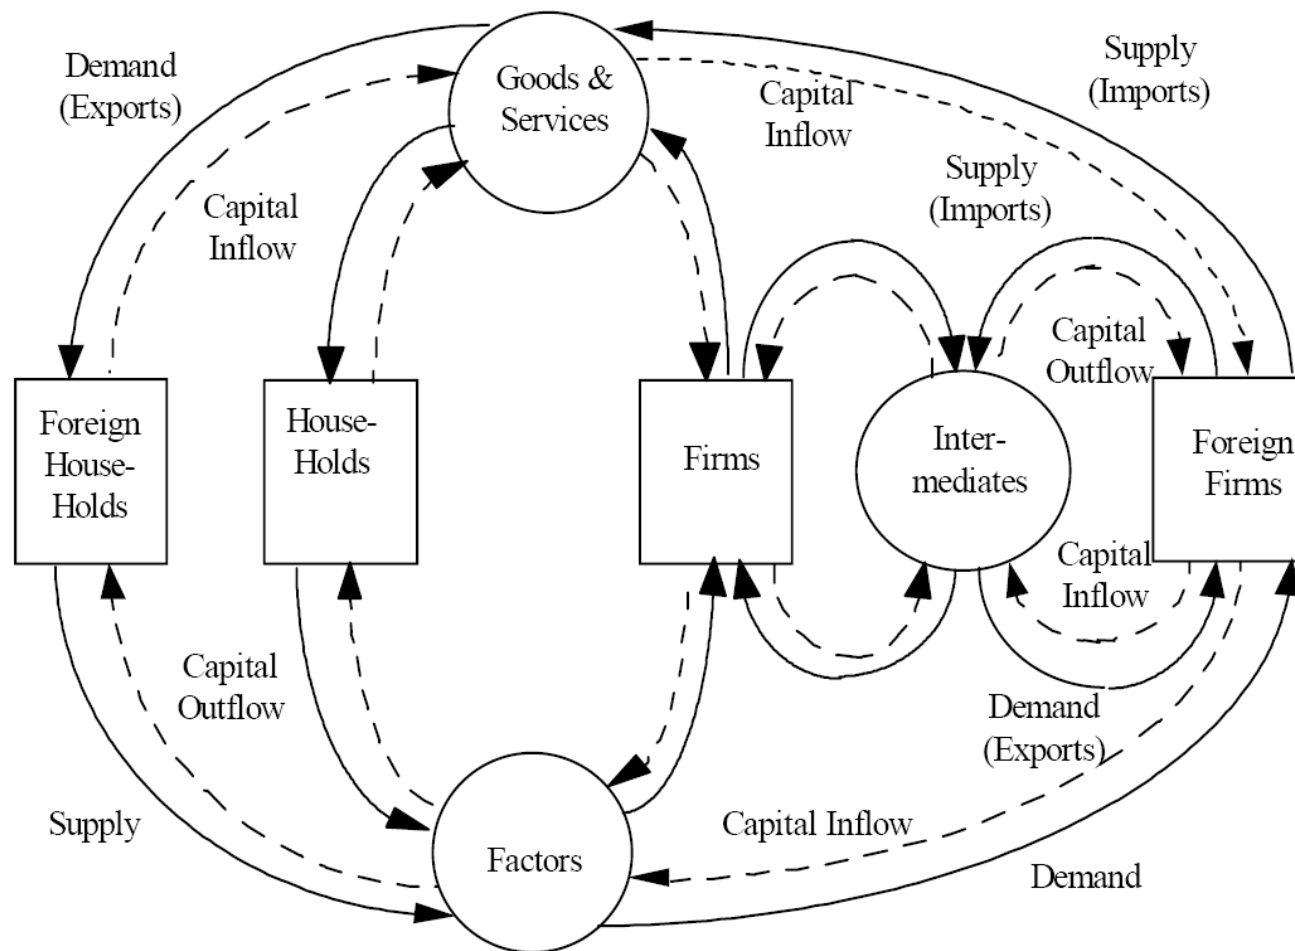 Demand
(Exports)
Goods &
Services
Capital
Inflow
Supply
(Imports)
Supply
(Imports)
Capital
Inflow
Capital
Outflow
Foreign
House-
Holds
House-
Holds
Firms
Inter-
mediates
Foreign
Firms
Capital
Inflow
Capital
Outflow
Demand
(Exports)
Supply
Capital Inflow
Factors
Demand